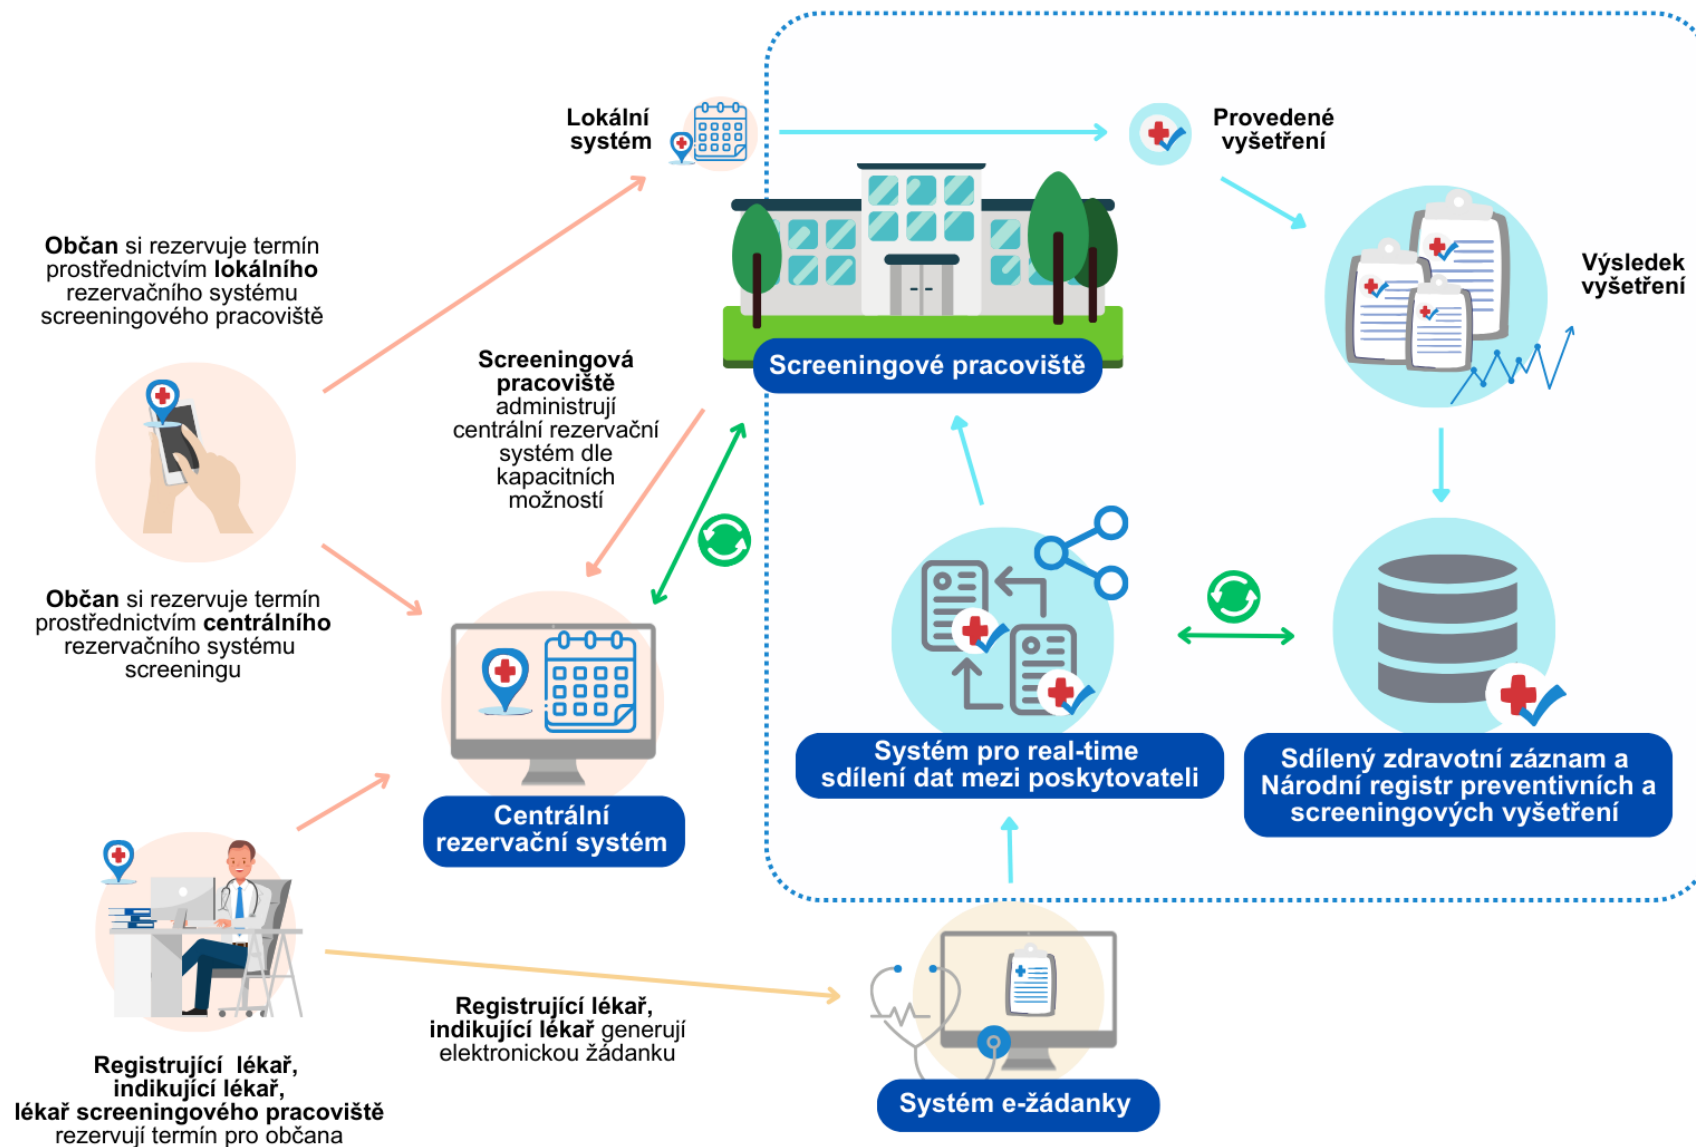 Lokální
systém
Provedené
vyšetření
Občan si rezervuje termín
prostřednictvím lokálního
rezervačního systému
screeningového pracoviště
Výsledek
vyšetření
Screeningová
pracoviště
administrují
centrální rezervační
systém dle
kapacitních
možností
Screeningové pracoviště
Občan si rezervuje termín
prostřednictvím centrálního
rezervačního systému
screeningu
Systém pro real-time
sdílení dat mezi poskytovateli
Sdílený zdravotní záznam a
Národní registr preventivních a
screeningových vyšetření
Centrální
rezervační systém
Registrující lékař,
indikující lékař generují
elektronickou žádanku
Registrující lékař,
indikující lékař,
lékař screeningového pracoviště
rezervují termín pro občana
Systém e-žádanky